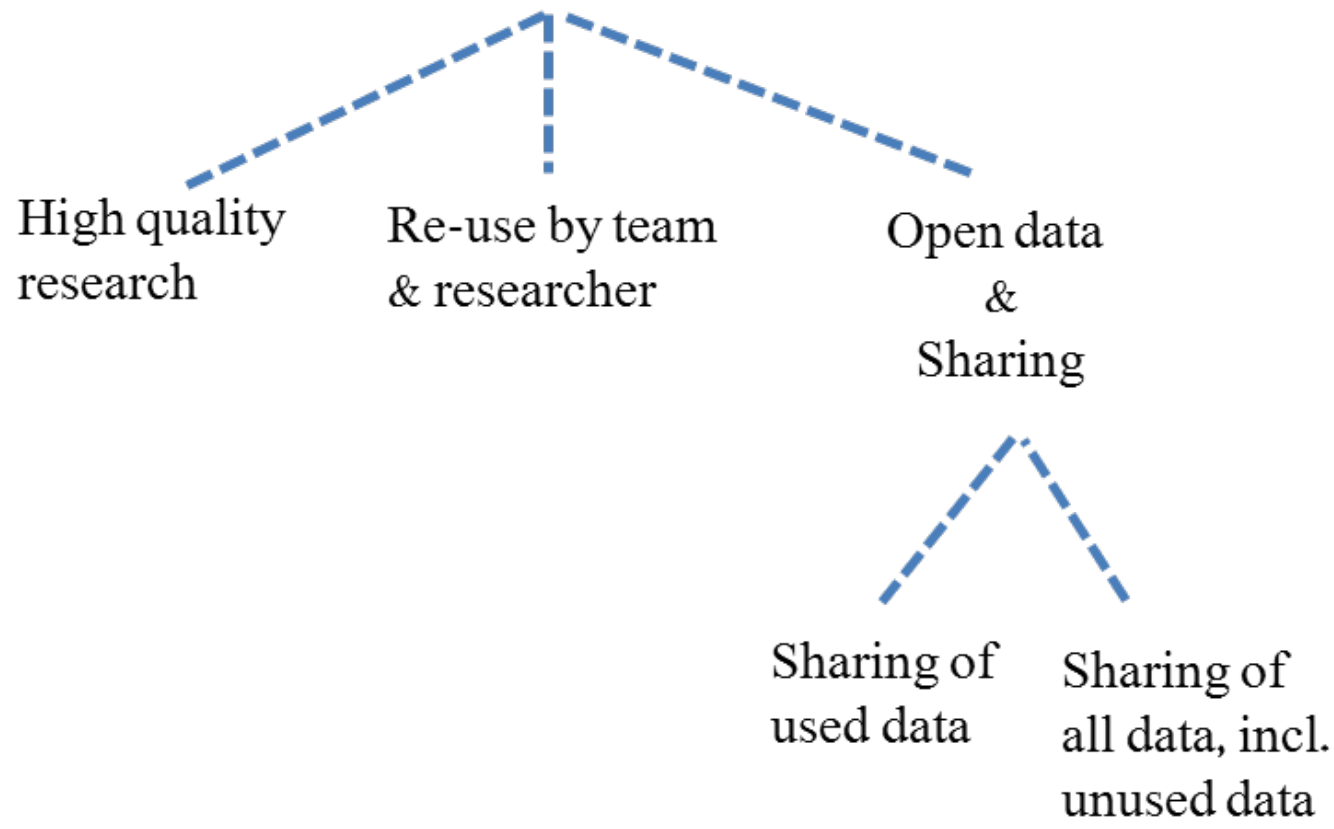 High quality
research
Re-use by team
& researcher
Open data
&
Sharing
Sharing of
used data
Sharing of
all data, incl.
unused data